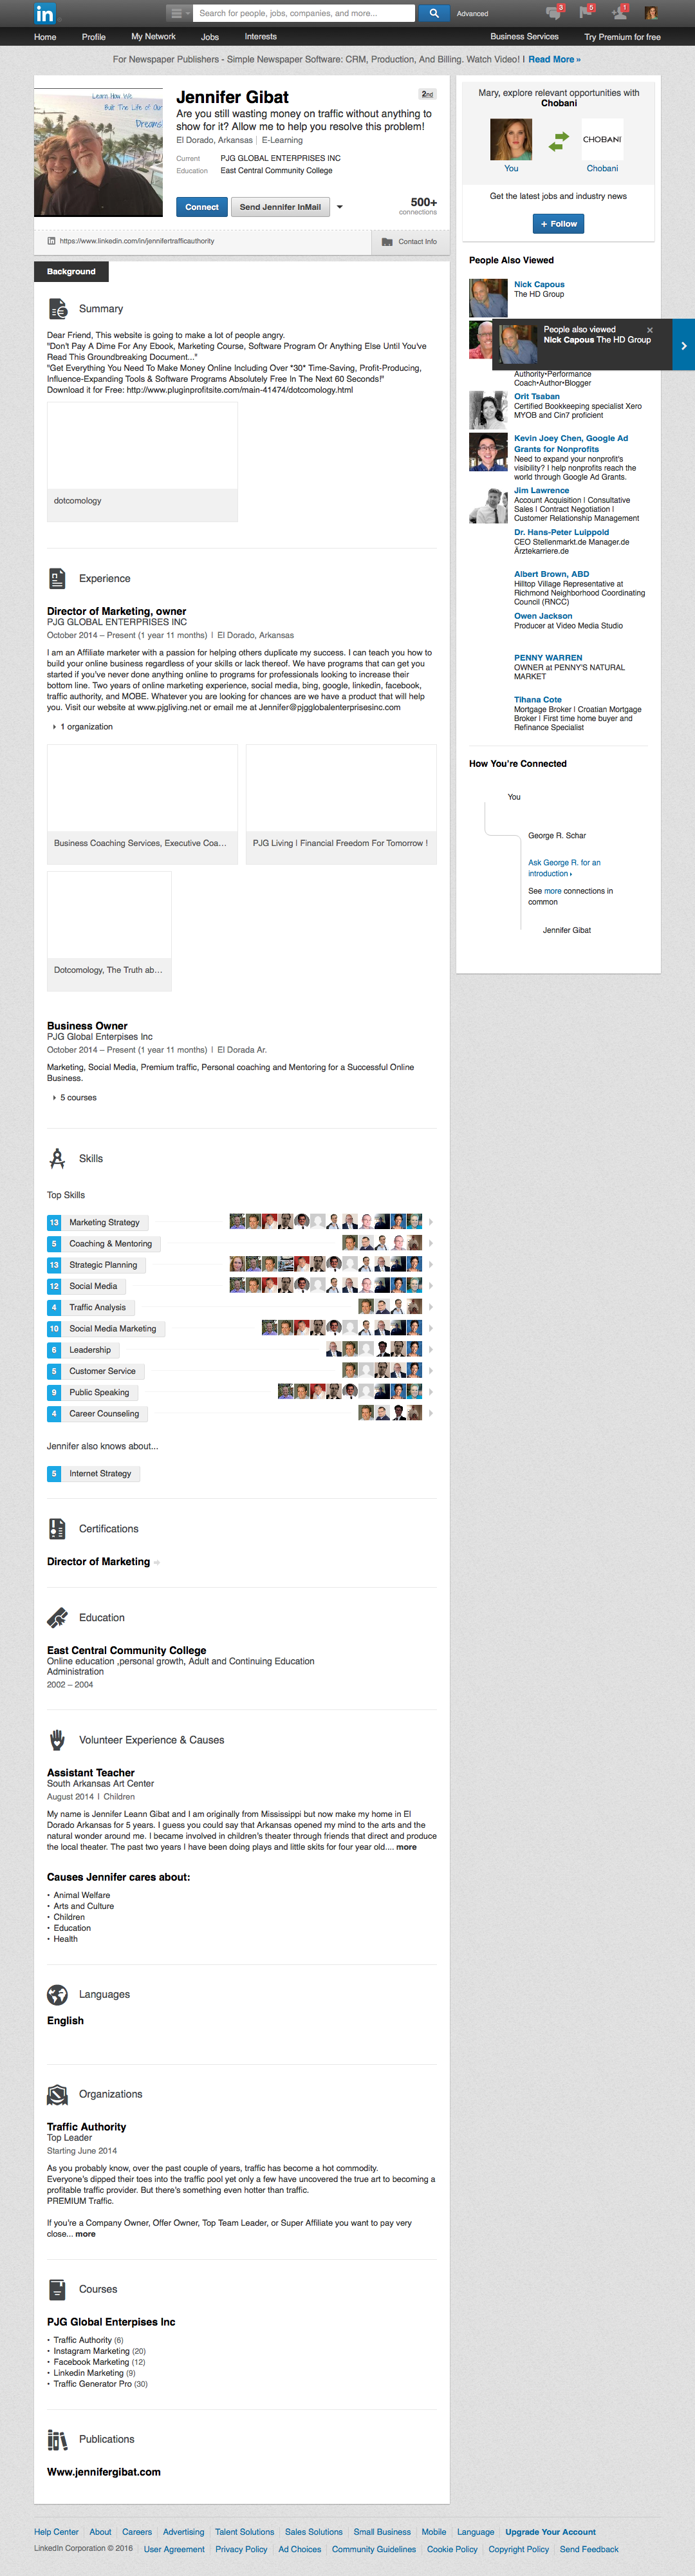 in
Search for people, jobs, companies, and more...
Advanced
3
5
1
Home Profile My Network Jobs Interests Business Services Try Premium for free
For Newspaper Publishers - Simple Newspaper Software: CRM, Production, And Billing. Watch Video! | Read More »
Learn How We
Built The Life of Our
Dreams
Jennifer Gibat
2nd
Are you still wasting money on traffic without anything to
show for it? Allow me to help you resolve this problem!
El Dorado, Arkansas | E-Learning
Current PJG GLOBAL ENTERPRISES INC
Education East Central Community College
Connect
Send Jennifer InMail
500+
connections
https://www.linkedin.com/in/jennifertrafficauthority
Contact Info
Background
Summary
Dear Friend, This website is going to make a lot of people angry.
"Don't Pay A Dime For Any Ebook, Marketing Course, Software Program Or Anything Else Until You've
Read This Groundbreaking Document..."
"Get Everything You Need To Make Money Online Including Over *30* Time-Saving, Profit-Producing,
Influence-Expanding Tools & Software Programs Absolutely Free In The Next 60 Seconds!"
Download it for Free: http://www.pluginprofitsite.com/main-41474/dotcomology.html
dotcomology
Experience
Director of Marketing, owner
PJG GLOBAL ENTERPRISES INC
October 2014 – Present (1 year 11 months) | El Dorado, Arkansas
I am an Affiliate marketer with a passion for helping others duplicate my success. I can teach you how to
build your online business regardless of your skills or lack thereof. We have programs that can get you
started if you've never done anything online to programs for professionals looking to increase their
bottom line. Two years of online marketing experience, social media, bing, google, linkedin, facebook,
traffic authority, and MOBE. Whatever you are looking for chances are we have a product that will help
you. Visit our website at www.pjgliving.net or email me at Jennifer@pjgglobalenterprisesinc.com
1 organization
Business Coaching Services, Executive Coa...
PJG Living | Financial Freedom For Tomorrow !
Dotcomology, The Truth ab...
Business Owner
PJG Global Enterpises Inc
October 2014 – Present (1 year 11 months) | El Dorada Ar.
Marketing, Social Media, Premium traffic, Personal coaching and Mentoring for a Successful Online
Business.
5 courses
Skills
Top Skills
13 Marketing Strategy
5 Coaching & Mentoring
13 Strategic Planning
12 Social Media
4 Traffic Analysis
10 Social Media Marketing
6 Leadership
5 Customer Service
9 Public Speaking
4 Career Counseling
Jennifer also knows about...
5 Internet Strategy
Certifications
Director of Marketing
Education
East Central Community College
Online education ,personal growth, Adult and Continuing Education
Administration
2002 – 2004
Volunteer Experience & Causes
Assistant Teacher
South Arkansas Art Center
August 2014 | Children
My name is Jennifer Leann Gibat and I am originally from Mississippi but now make my home in El
Dorado Arkansas for 5 years. I guess you could say that Arkansas opened my mind to the arts and the
natural wonder around me. I became involved in children's theater through friends that direct and produce
the local theater. The past two years I have been doing plays and little skits for four year old.... more
Causes Jennifer cares about:
• Animal Welfare
• Arts and Culture
• Children
• Education
• Health
Languages
English
Organizations
Traffic Authority
Top Leader
Starting June 2014
As you probably know, over the past couple of years, traffic has become a hot commodity.
Everyone's dipped their toes into the traffic pool yet only a few have uncovered the true art to becoming a
profitable traffic provider. But there's something even hotter than traffic.
PREMIUM Traffic.
If you're a Company Owner, Offer Owner, Top Team Leader, or Super Affiliate you want to pay very
close... more
Courses
PJG Global Enterpises Inc
• Traffic Authority (6)
• Instagram Marketing (20)
• Facebook Marketing (12)
• Linkedin Marketing (9)
• Traffic Generator Pro (30)
Publications
Www.jennifergibat.com
Mary, explore relevant opportunities with
Chobani
CHOBANI
You
Chobani
Get the latest jobs and industry news
+ Follow
People Also Viewed
Nick Capous
The HD Group
People also viewed
Nick Capous The HD Group
Authority•Performance
Coach•Author•Blogger
Orit Tsaban
Certified Bookkeeping specialist Xero
MYOB and Cin7 proficient
Kevin Joey Chen, Google Ad
Grants for Nonprofits
Need to expand your nonprofit's
visibility? I help nonprofits reach the
world through Google Ad Grants.
Jim Lawrence
Account Acquisition | Consultative
Sales | Contract Negotiation |
Customer Relationship Management
Dr. Hans-Peter Luippold
CEO Stellenmarkt.de Manager.de
Ärztekarriere.de
Albert Brown, ABD
Hilltop Village Representative at
Richmond Neighborhood Coordinating
Council (RNCC)
Owen Jackson
Producer at Video Media Studio
PENNY WARREN
OWNER at PENNY'S NATURAL
MARKET
Tihana Cote
Mortgage Broker | Croatian Mortgage
Broker | First time home buyer and
Refinance Specialist
How You're Connected
You
George R. Schar
Ask George R. for an
introduction
See more connections in
common
Jennifer Gibat
Help Center About Careers Advertising Talent Solutions Sales Solutions Small Business Mobile Language Upgrade Your Account
LinkedIn Corporation © 2016 User Agreement Privacy Policy Ad Choices Community Guidelines Cookie Policy Copyright Policy Send Feedback